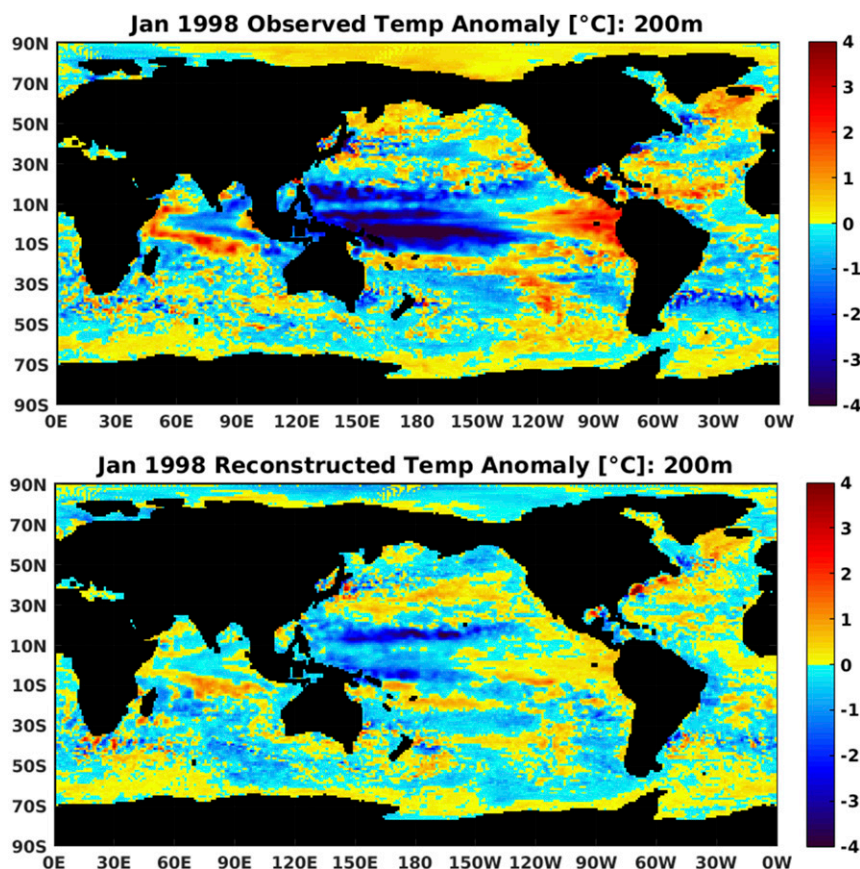 Jan 1998 Observed Temp Anomaly [°C]: 200m
90N
70N
50N
30N
10N
10S
30S
50S
70S
90S
0E 30E 60E 90E 120E 150E 180 150W 120W 90W 60W 30W 0W
4
3
2
1
0
-1
-2
-3
-4
Jan 1998 Reconstructed Temp Anomaly [°C]: 200m
90N
70N
50N
30N
10N
10S
30S
50S
70S
90S
0E 30E 60E 90E 120E 150E 180 150W 120W 90W 60W 30W 0W
4
3
2
1
0
-1
-2
-3
-4